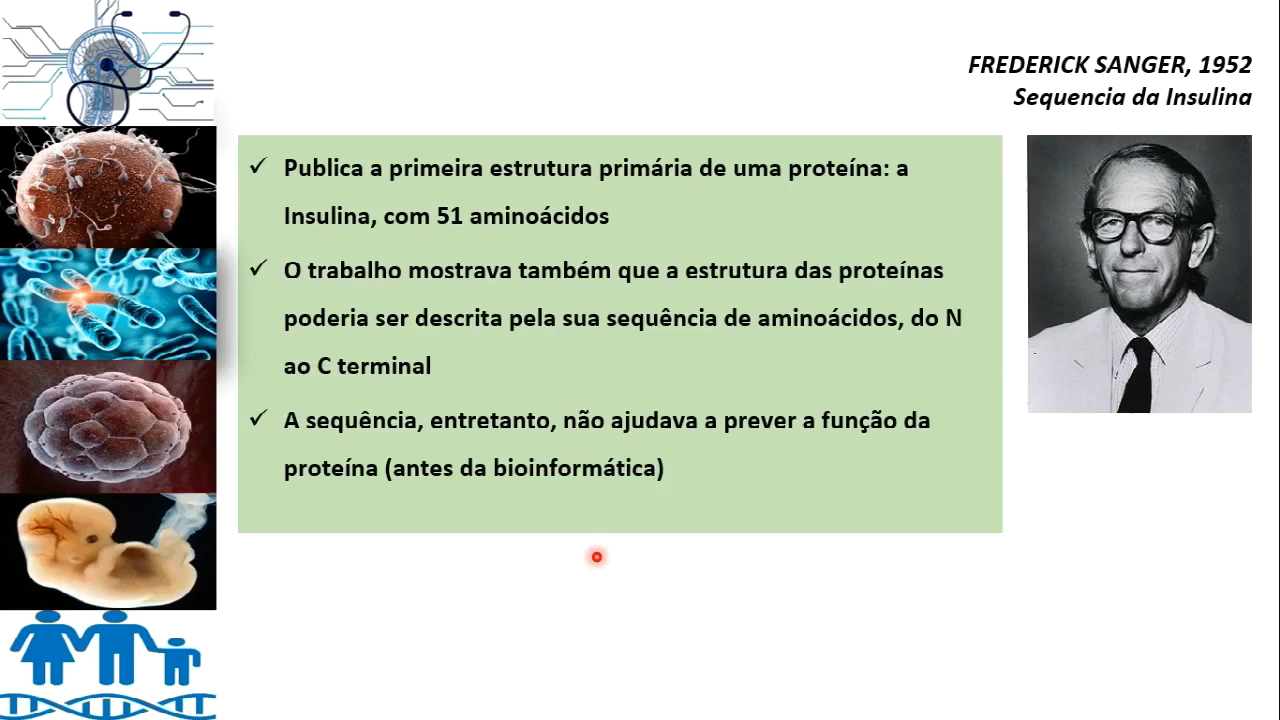 FREDERICK SANGER, 1952
Sequencia da Insulina
✓ Publica a primeira estrutura primária de uma proteína: a
Insulina, com 51 aminoácidos
✓ O trabalho mostrava também que a estrutura das proteínas
poderia ser descrita pela sua sequência de aminoácidos, do N
ao C terminal
✓ A sequência, entretanto, não ajudava a prever a função da
proteína (antes da bioinformática)